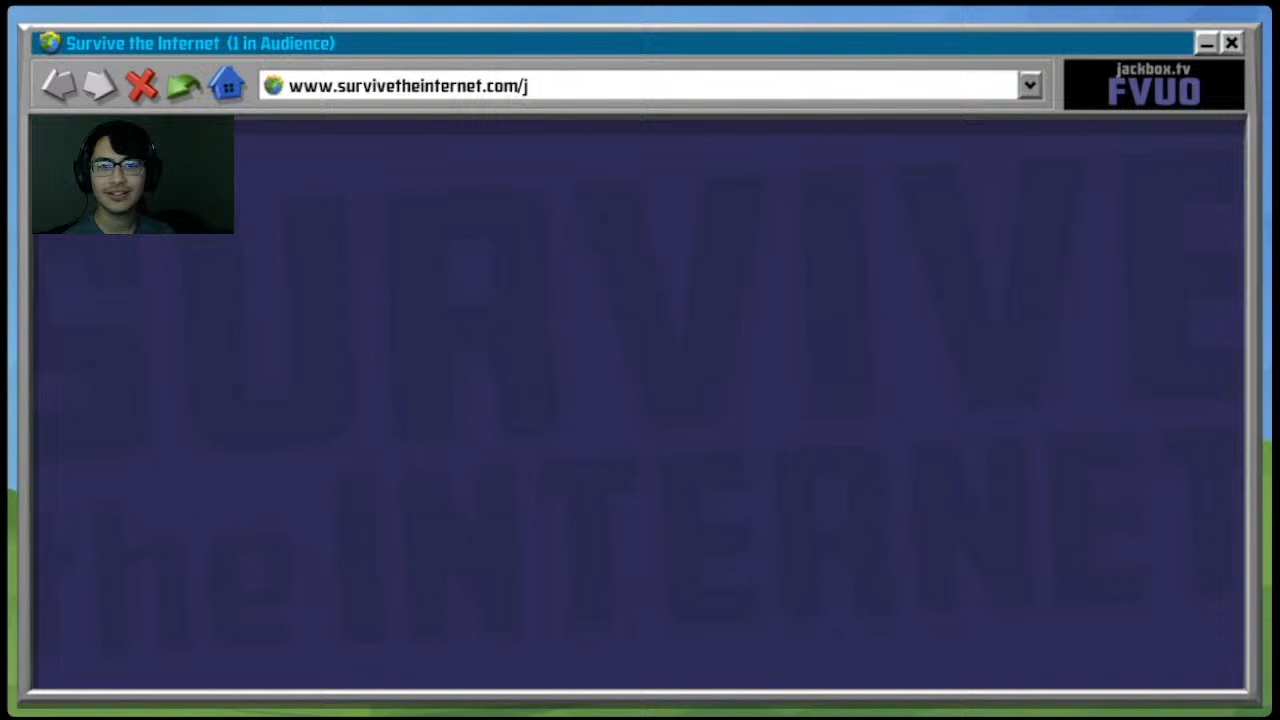 Survive the Internet (1 in Audience)
www.survivetheinternet.com/j
jackbox.tv
FVUO
SURVIVE
the INTERNET